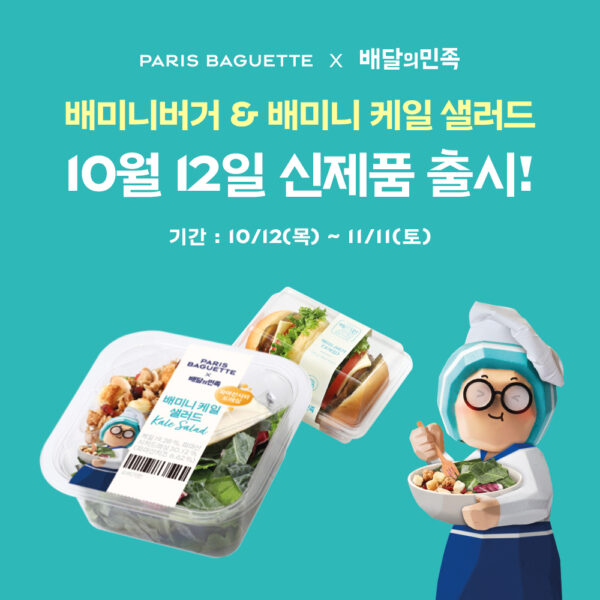 PARIS BAGUETTE X 배달의민족
배미니버거 & 배미니 케일 샐러드
10월 12일 신제품 출시!
기간 : 10/12(목) ~ 11/11(토)
PARIS
BAGUETTE
×
배달의민족
배미니 케일
샐러드
Kale Salad